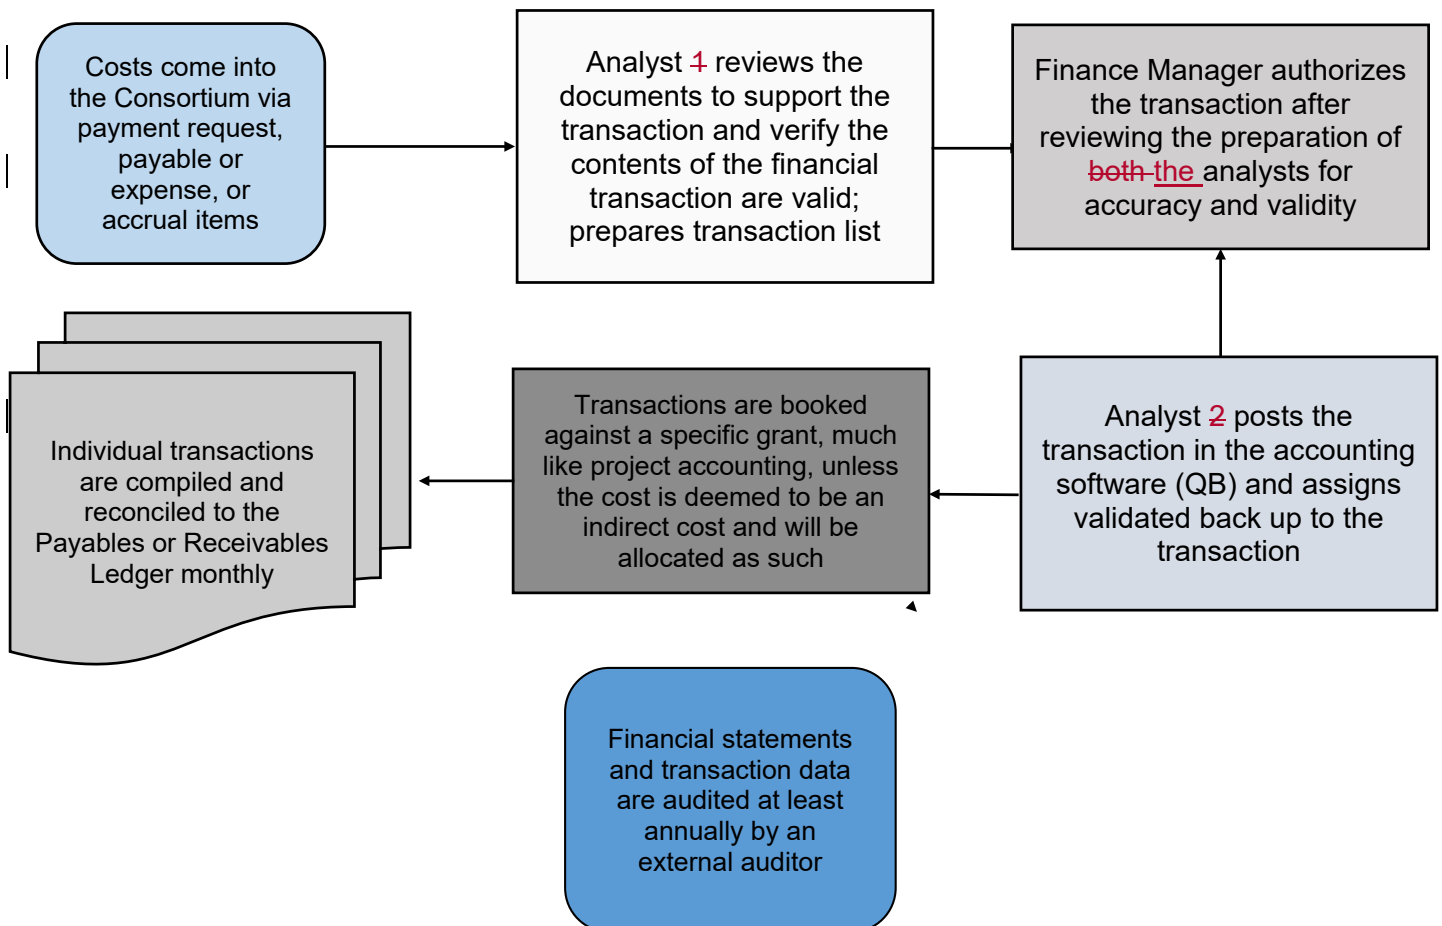 Costs come into
the Consortium via
payment request,
payable or
expense, or
accrual items
Analyst 1 reviews the
documents to support the
transaction and verify the
contents of the financial
transaction are valid;
prepares transaction list
Finance Manager authorizes
the transaction after
reviewing the preparation of
both the analysts for
accuracy and validity
Individual transactions
are compiled and
reconciled to the
Payables or Receivables
Ledger monthly
Transactions are booked
against a specific grant, much
like project accounting, unless
the cost is deemed to be an
indirect cost and will be
allocated as such
Analyst 2 posts the
transaction in the accounting
software (QB) and assigns
validated back up to the
transaction
Financial statements
and transaction data
are audited at least
annually by an
external auditor